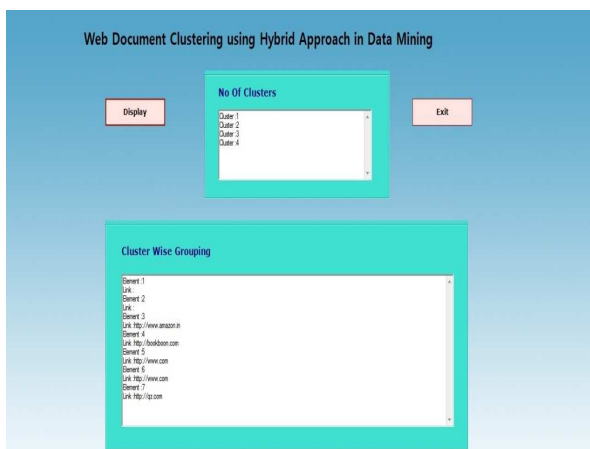 Web Document Clustering using Hybrid Approach in Data Mining
No Of Clusters
Display
Exit
Cluster :1
Cluster :2
Cluster :3
Cluster :4
Cluster Wise Grouping
Element :1
Link :
Element :2
Link :
Element :3
Link :http://www.amazon.in
Element :4
Link :http://bookboon.com
Element :5
Link :http://www.com
Element :6
Link :http://www.com
Element :7
Link :http://qz.com